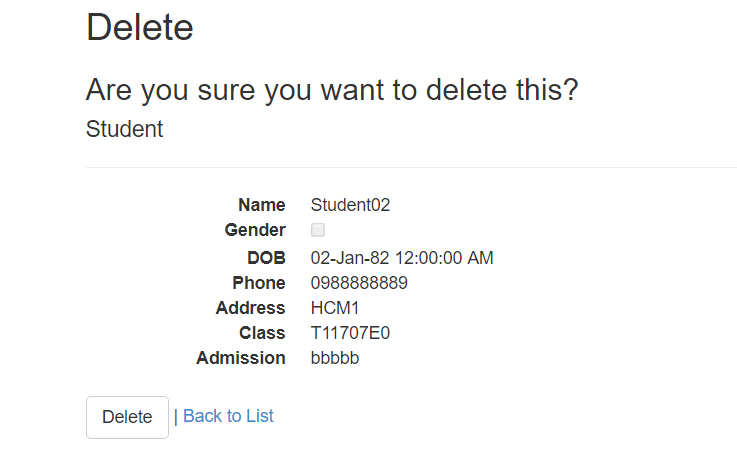 Delete
Are you sure you want to delete this?
Student
Name Student02
Gender
DOB 02-Jan-82 12:00:00 AM
Phone 0988888889
Address HCM1
Class T11707E0
Admission bbbbb
Delete | Back to List